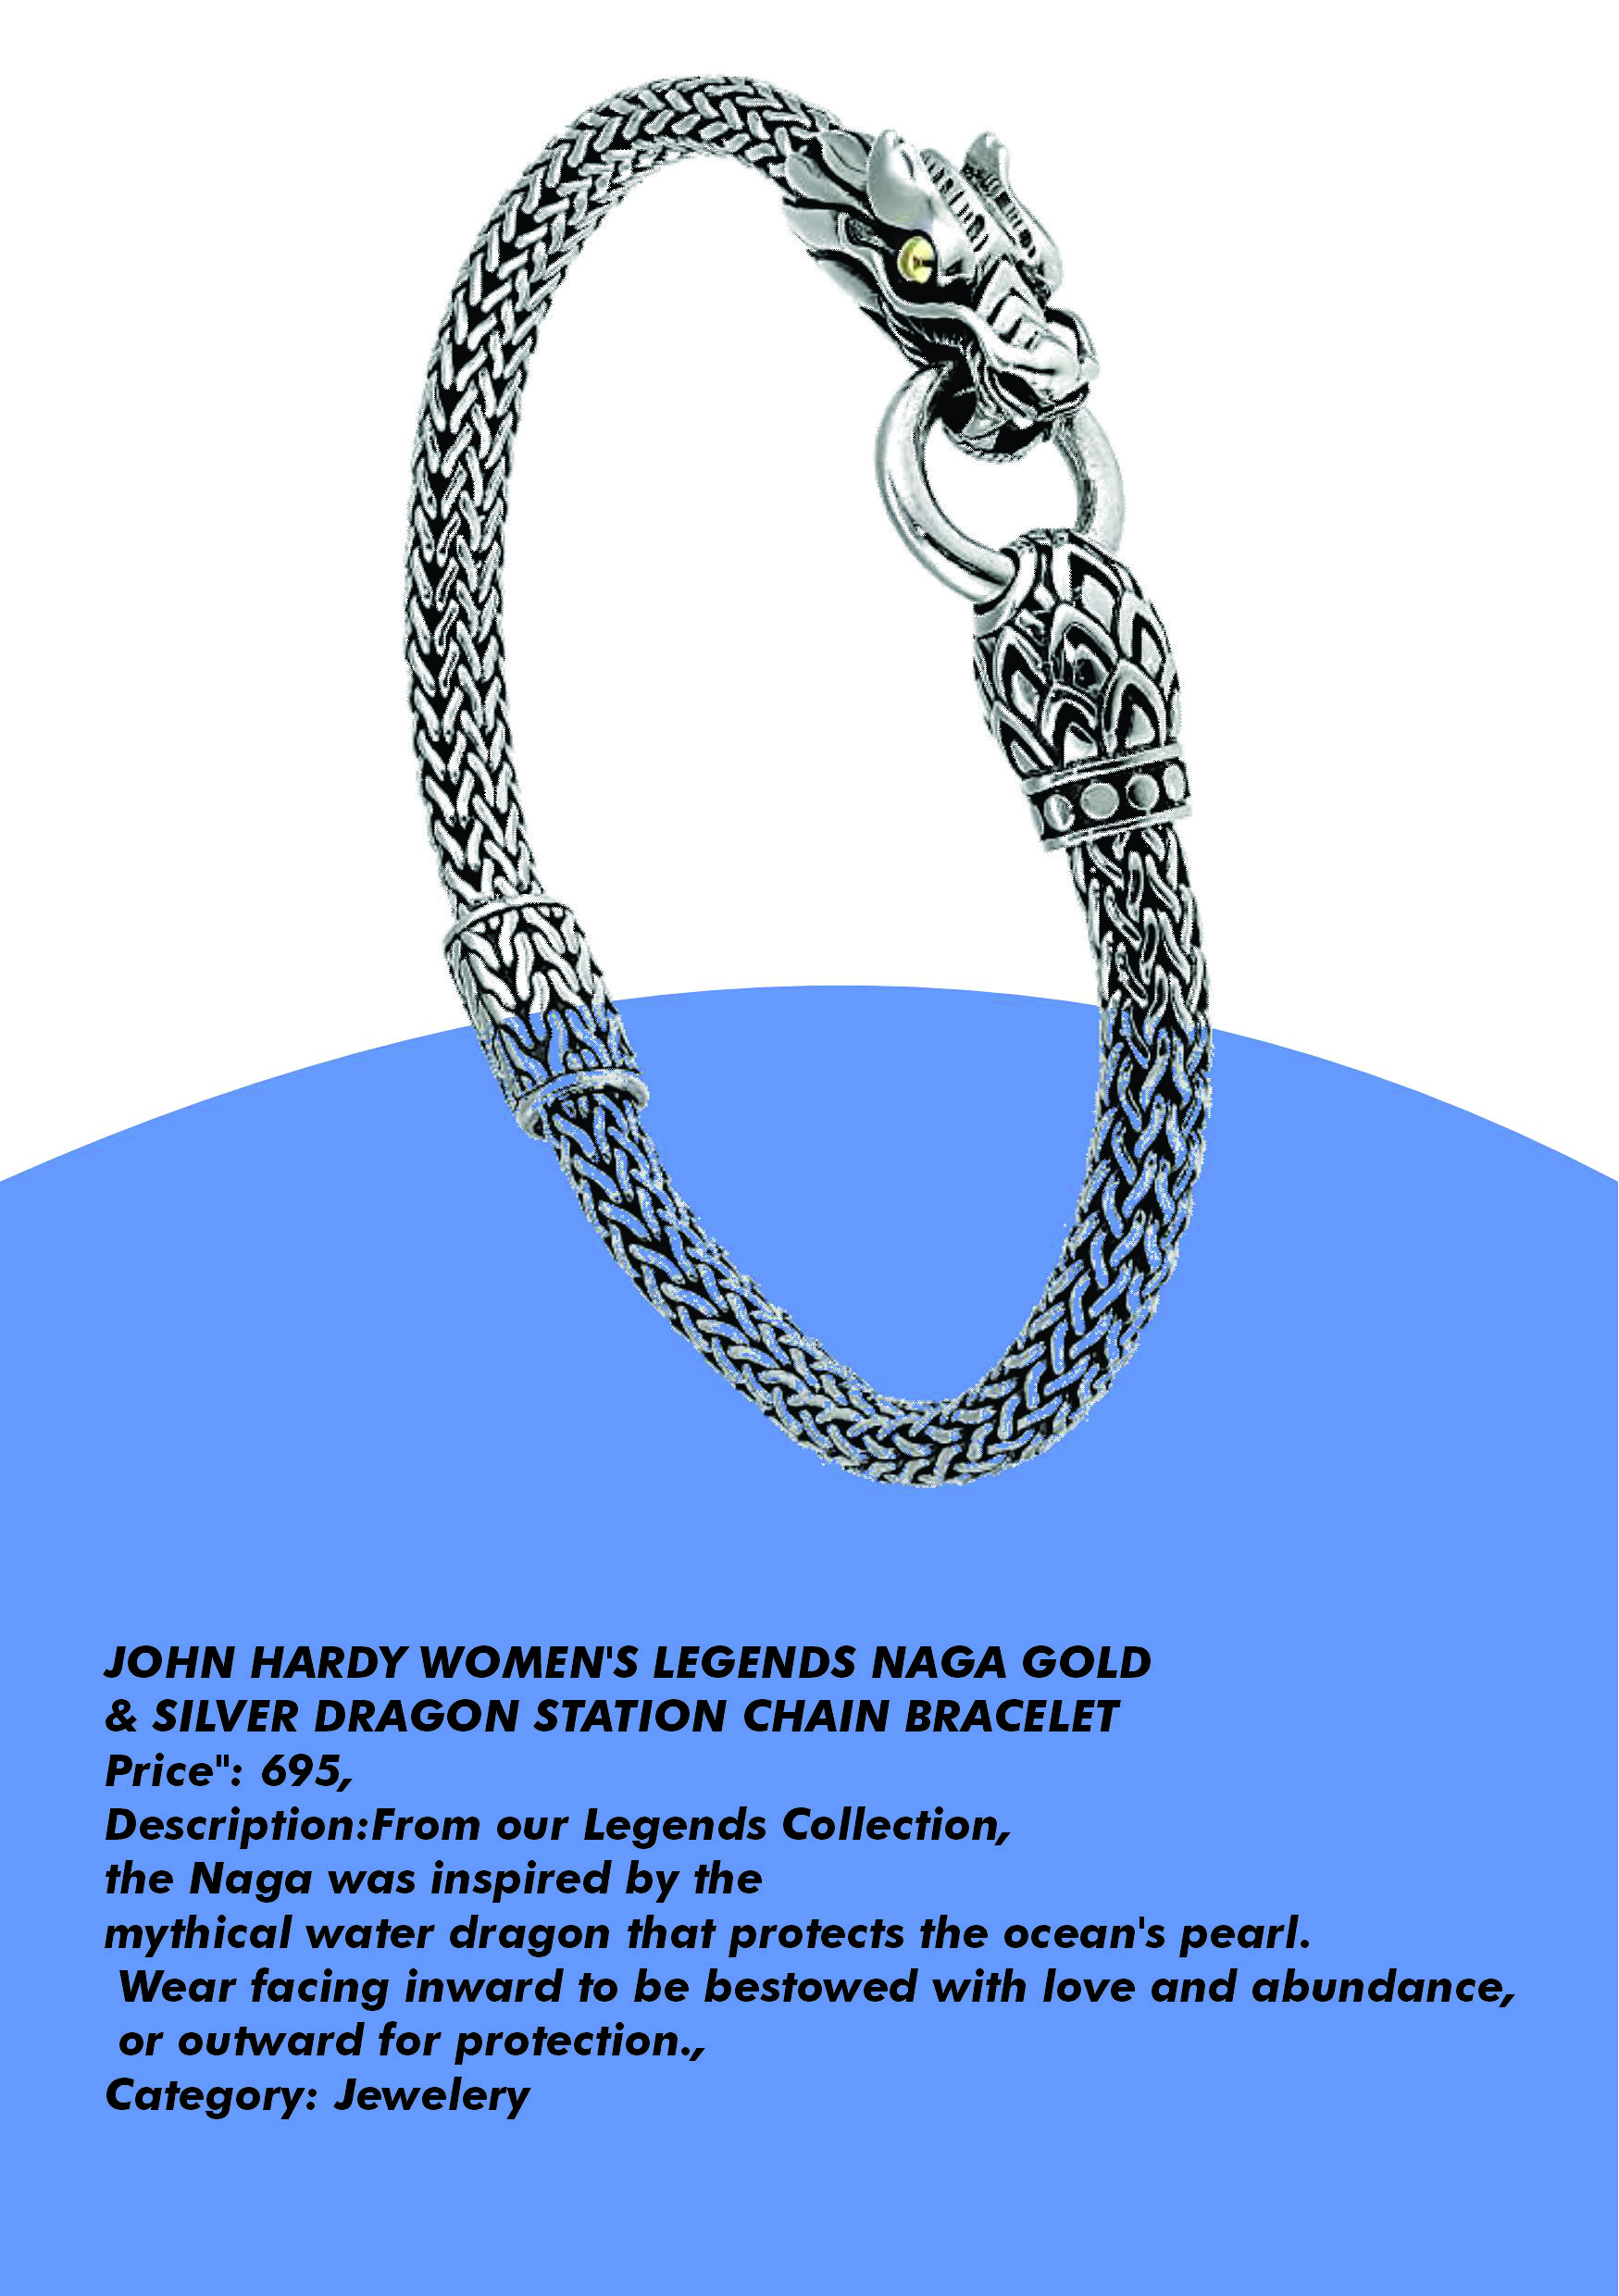 JOHN HARDY WOMEN'S LEGENDS NAGA GOLD
& SILVER DRAGON STATION CHAIN BRACELET
Price": 695,
Description:From our Legends Collection,
the Naga was inspired by the
mythical water dragon that protects the ocean's pearl.
Wear facing inward to be bestowed with love and abundance,
or outward for protection.,
Category: Jewelery